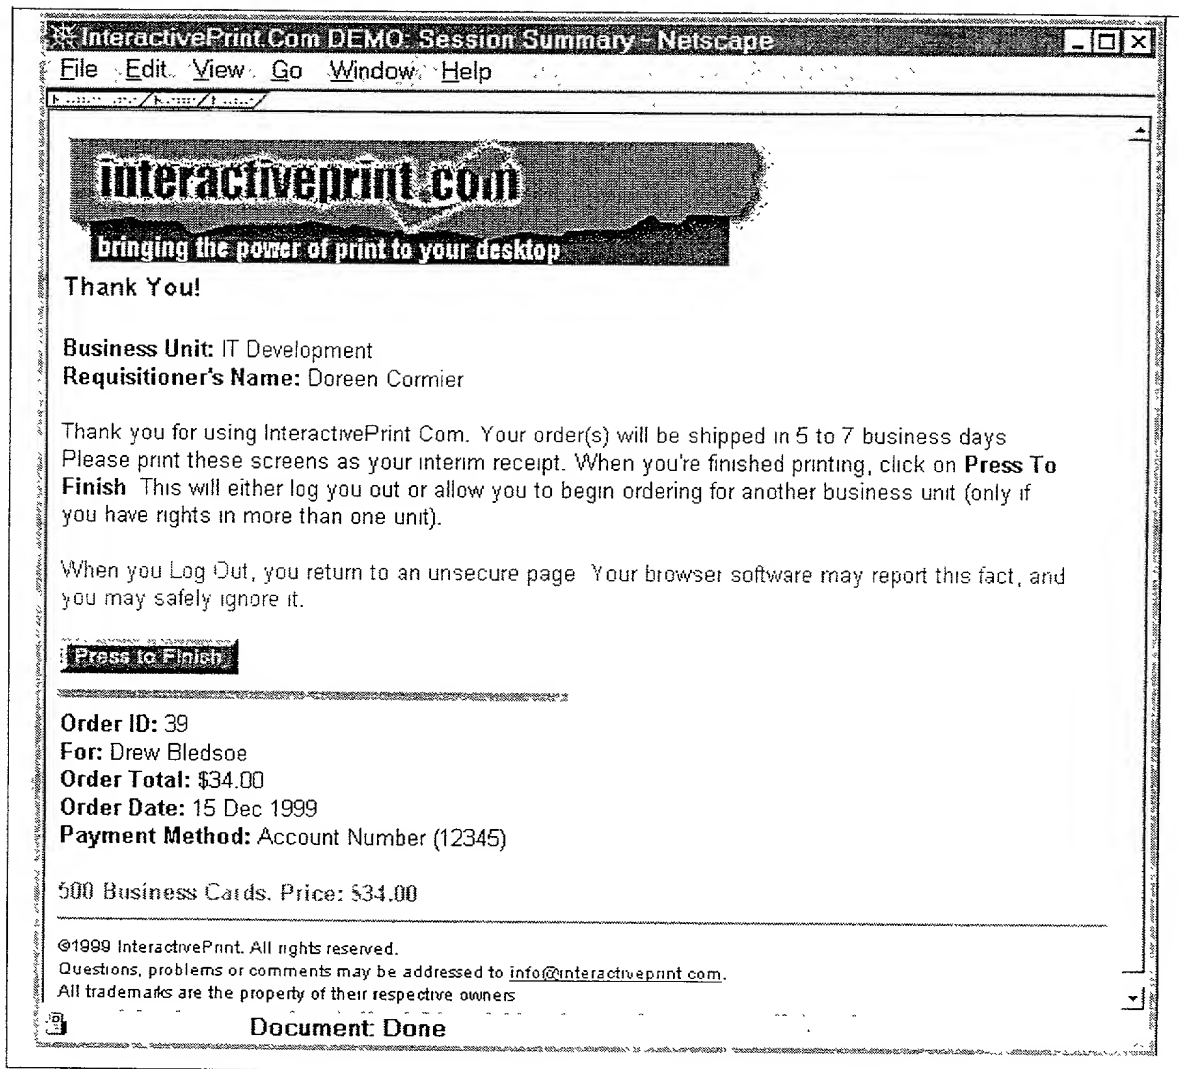 InteractivePrint.Com DEMO: Session Summary - Netscape
File Edit View Go Window Help
interactiveprint.com
bringing the power of print to your desktop
Thank You!
Business Unit: IT Development
Requisitioner's Name: Doreen Cormier
Thank you for using InteractivePrint Com. Your order(s) will be shipped in 5 to 7 business days
Please print these screens as your interim receipt. When you're finished printing, click on Press To
Finish This will either log you out or allow you to begin ordering for another business unit (only if
you have rights in more than one unit).
When you Log Out, you return to an unsecure page Your browser software may report this fact, and
you may safely ignore it.
Press to Finish
Order ID: 39
For: Drew Bledsoe
Order Total: $34.00
Order Date: 15 Dec 1999
Payment Method: Account Number (12345)
500 Business Cards. Price: $34.00
©1999 InteractivePrint. All rights reserved.
Questions, problems or comments may be addressed to info@interactiveprint com.
All trademarks are the property of their respective owners
Document: Done